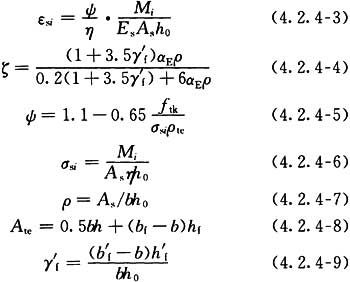 ε_si = ψ/η · M_i/(E_s A_s h_0) (4.2.4-3)
ζ = (1+3.5γ′_f)α_E ρ/(0.2(1+3.5γ′_f)+6α_E ρ) (4.2.4-4)
ψ = 1.1-0.65 f_tk/(σ_si ρ_te) (4.2.4-5)
σ_si = M_i/(A_s η h_0) (4.2.4-6)
ρ = A_s/bh_0 (4.2.4-7)
A_te = 0.5bh+(b_f-b)h_f (4.2.4-8)
γ′_f = (b′_f-b)h′_f/(bh_0) (4.2.4-9)